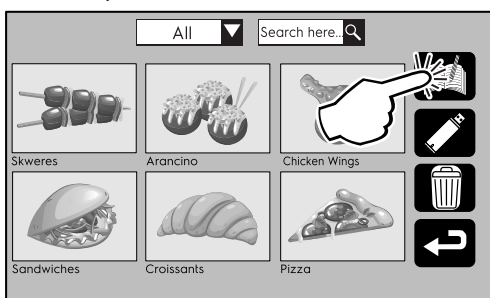 All
Search here...
Skweres
Arancino
Chicken Wings
Sandwiches
Croissants
Pizza